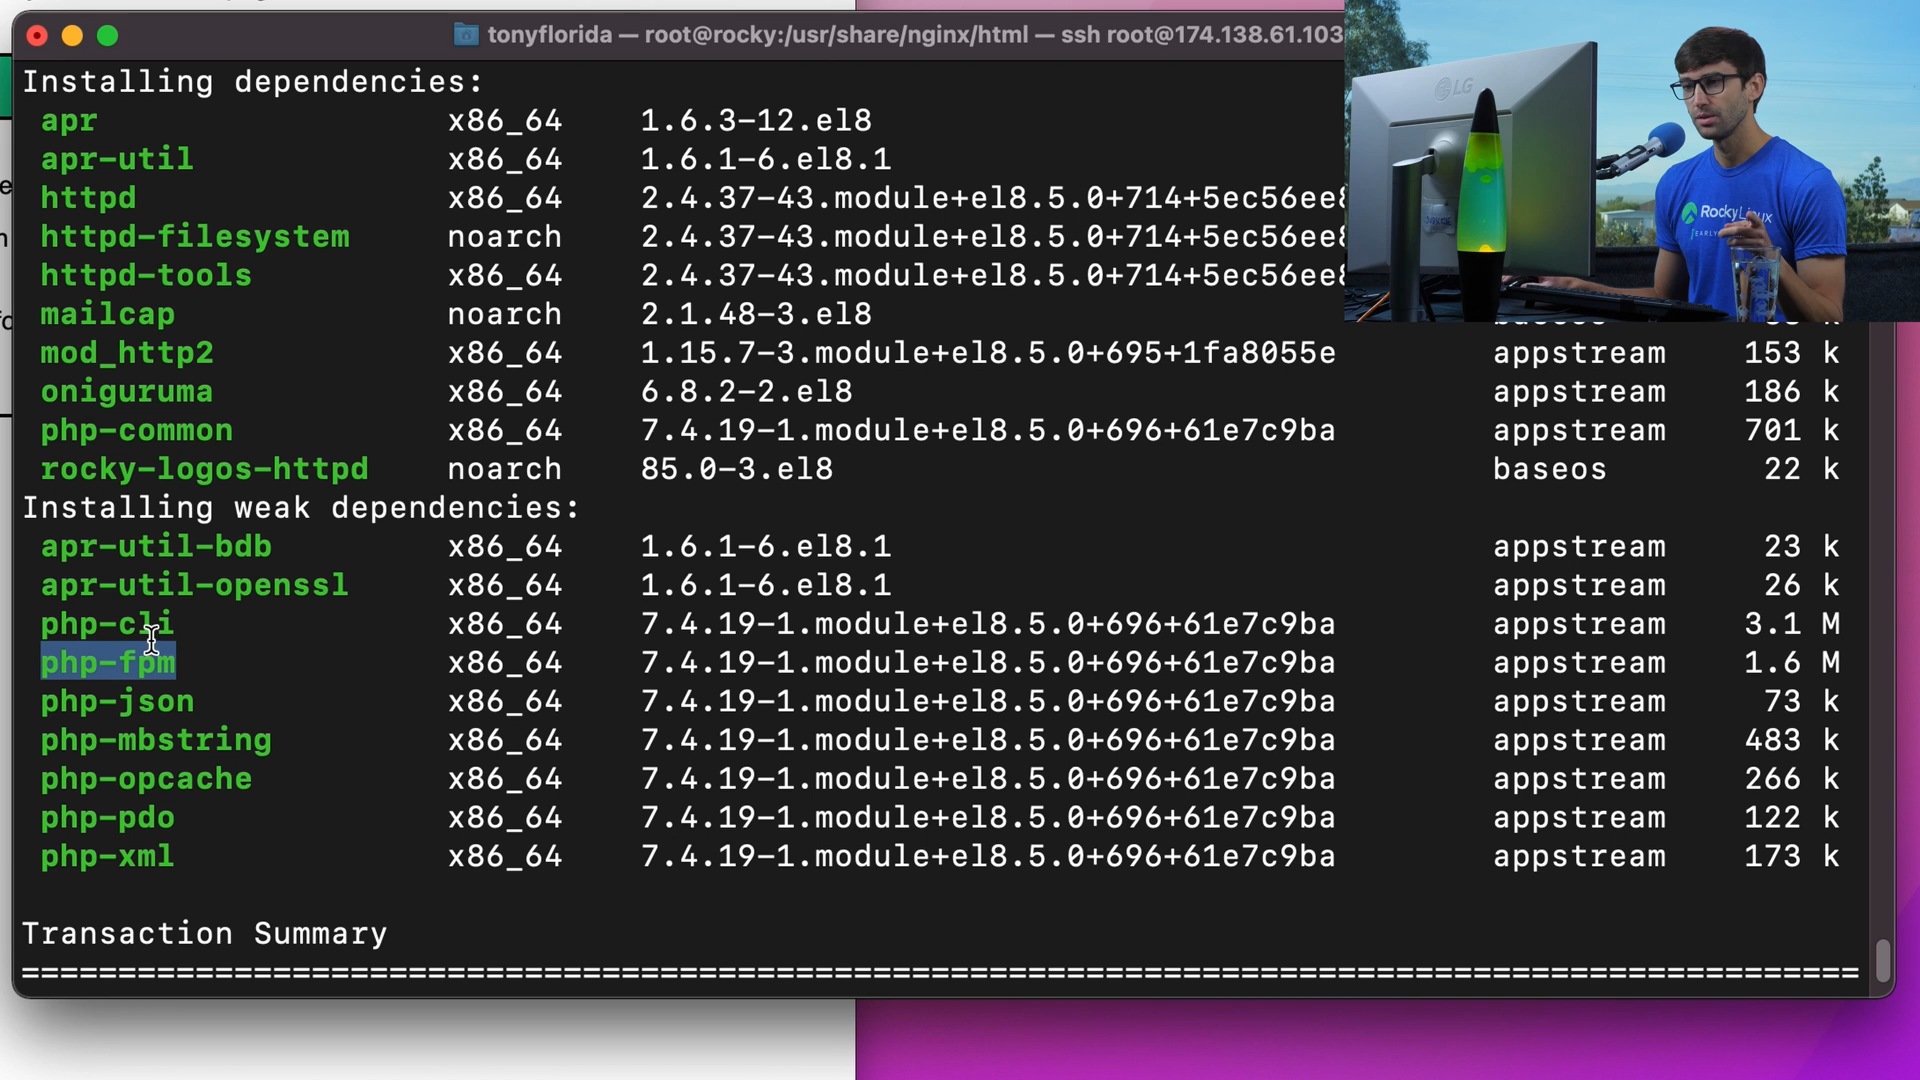 tonyflorida — root@rocky:/usr/share/nginx/html — ssh root@174.138.61.103
Installing dependencies:
apr x86_64 1.6.3-12.el8
apr-util x86_64 1.6.1-6.el8.1
httpd x86_64 2.4.37-43.module+el8.5.0+714+5ec56ee8
httpd-filesystem noarch 2.4.37-43.module+el8.5.0+714+5ec56ee8
httpd-tools x86_64 2.4.37-43.module+el8.5.0+714+5ec56ee8
mailcap noarch 2.1.48-3.el8
mod_http2 x86_64 1.15.7-3.module+el8.5.0+695+1fa8055e appstream 153 k
oniguruma x86_64 6.8.2-2.el8 appstream 186 k
php-common x86_64 7.4.19-1.module+el8.5.0+696+61e7c9ba appstream 701 k
rocky-logos-httpd noarch 85.0-3.el8 baseos 22 k
Installing weak dependencies:
apr-util-bdb x86_64 1.6.1-6.el8.1 appstream 23 k
apr-util-openssl x86_64 1.6.1-6.el8.1 appstream 26 k
php-cli x86_64 7.4.19-1.module+el8.5.0+696+61e7c9ba appstream 3.1 M
php-fpm x86_64 7.4.19-1.module+el8.5.0+696+61e7c9ba appstream 1.6 M
php-json x86_64 7.4.19-1.module+el8.5.0+696+61e7c9ba appstream 73 k
php-mbstring x86_64 7.4.19-1.module+el8.5.0+696+61e7c9ba appstream 483 k
php-opcache x86_64 7.4.19-1.module+el8.5.0+696+61e7c9ba appstream 266 k
php-pdo x86_64 7.4.19-1.module+el8.5.0+696+61e7c9ba appstream 122 k
php-xml x86_64 7.4.19-1.module+el8.5.0+696+61e7c9ba appstream 173 k
Transaction Summary
================================================================================
LG
Rocky Linux